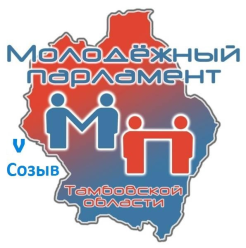 Молодёжный
парламент
V
Созыв
Тамбовской
области